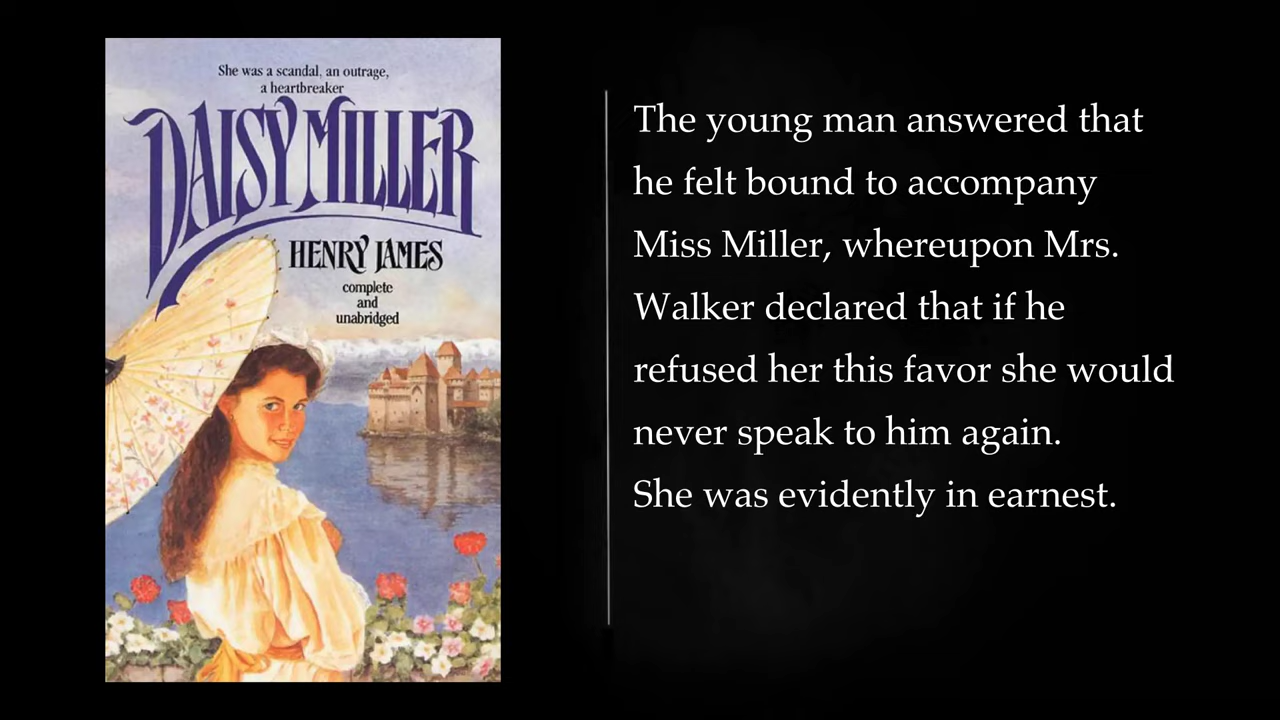 She was a scandal, an outrage,
a heartbreaker
DAISY MILLER
HENRY JAMES
complete
and
unabridged
The young man answered that
he felt bound to accompany
Miss Miller, whereupon Mrs.
Walker declared that if he
refused her this favor she would
never speak to him again.
She was evidently in earnest.